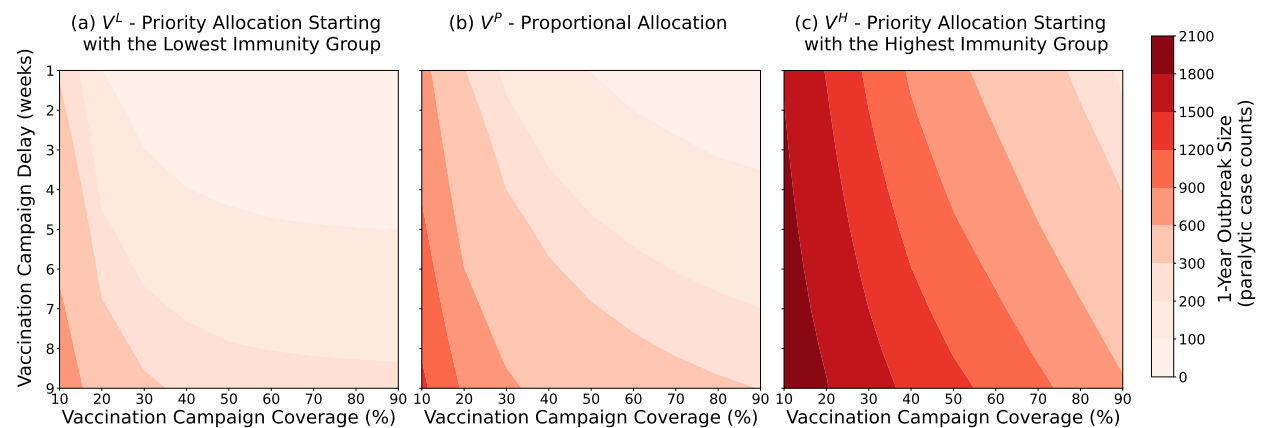 (a) V^L - Priority Allocation Starting
with the Lowest Immunity Group
(b) V^P - Proportional Allocation
(c) V^H - Priority Allocation Starting
with the Highest Immunity Group
Vaccination Campaign Delay (weeks)
1
2
3
4
5
6
7
8
9
10 20 30 40 50 60 70 80 90
Vaccination Campaign Coverage (%)
10 20 30 40 50 60 70 80 90
Vaccination Campaign Coverage (%)
10 20 30 40 50 60 70 80 90
Vaccination Campaign Coverage (%)
2100
1800
1500
1200
900
600
300
200
100
0
1-Year Outbreak Size
(paralytic case counts)